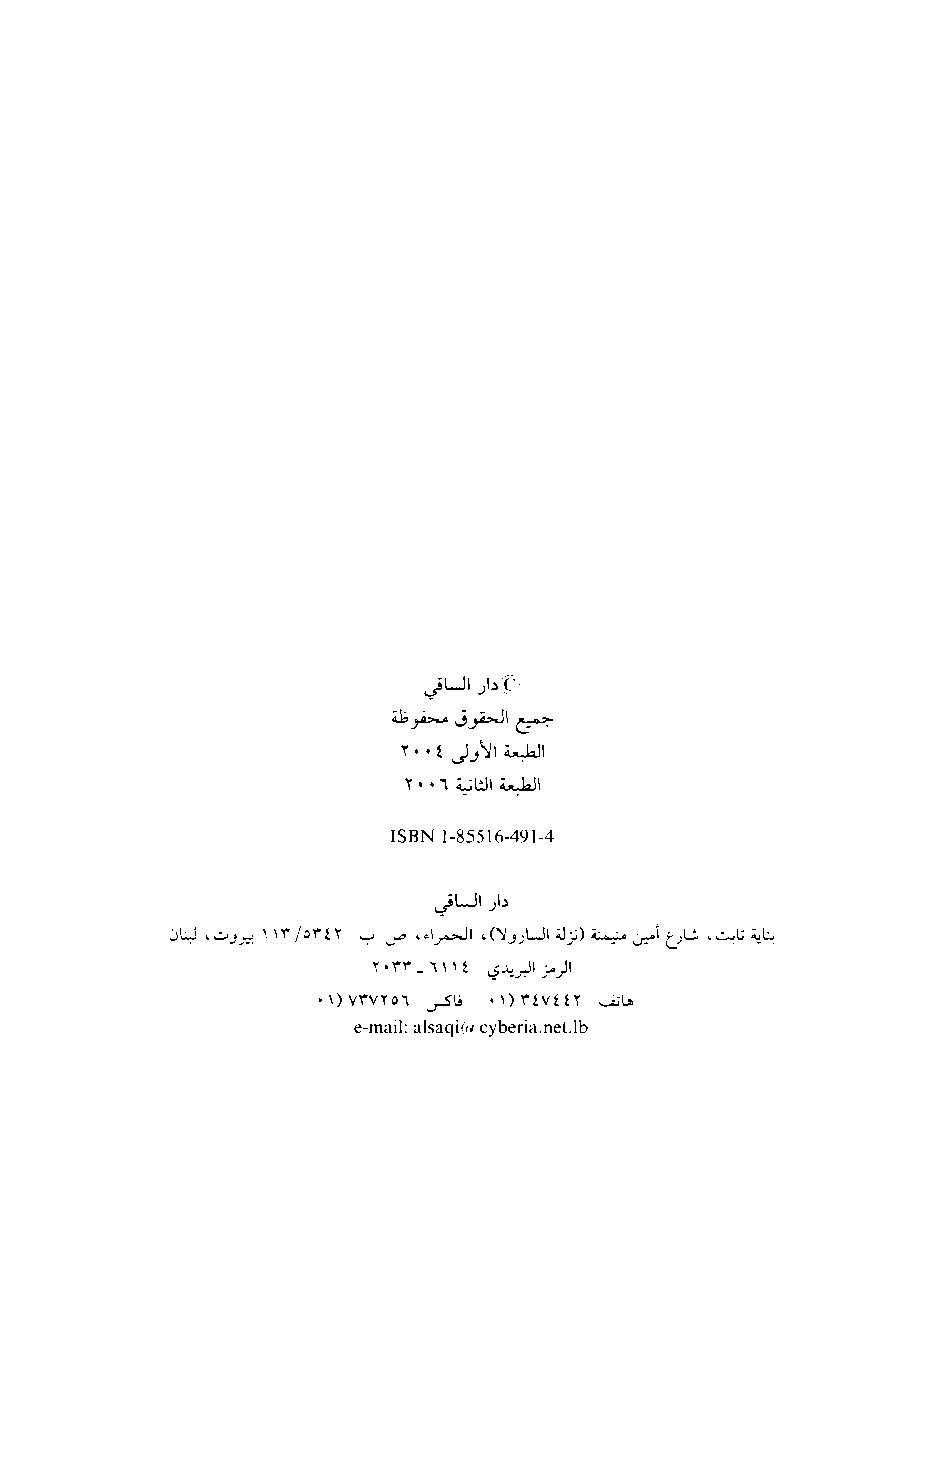 © دار الساقي
جميع الحقوق محفوظة
الطبعة الأولى ٢٠٠٤
الطبعة الثانية ٢٠٠٦
ISBN 1-85516-491-4
دار الساقي
بناية تابت، شارع أمين منيمنة (نزلة السارولا)، الحمراء، ص ب ١١٣/٥٣٤٢ بيروت، لبنان
الرمز البريدي ٦١١٤ ـ ٢٠٣٣
هاتف ٣٤٧٤٤٢ (٠١ فاكس ٧٣٧٢٥٦ (٠١
e-mail: alsaqi@cyberia.net.lb